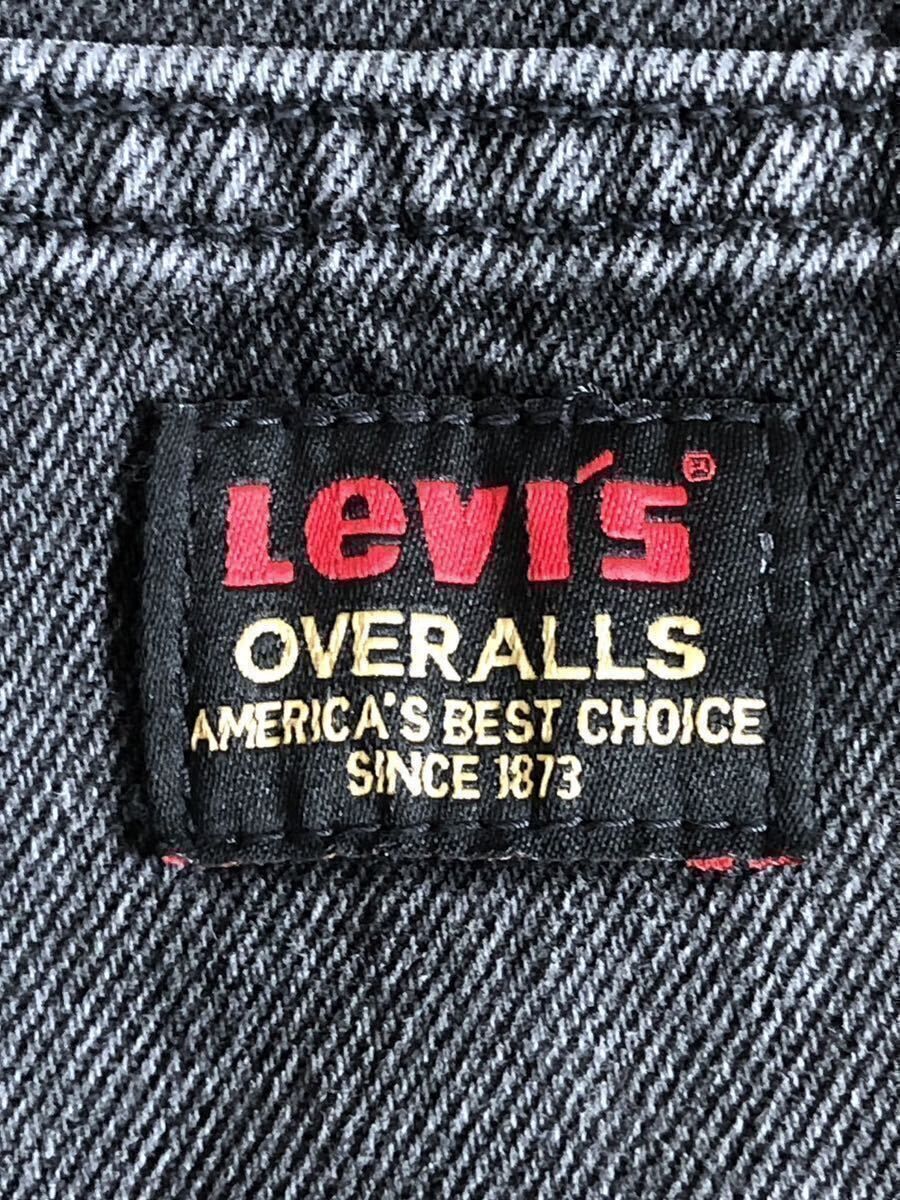 Levi's®
OVERALLS
AMERICA'S BEST CHOICE
SINCE 1873